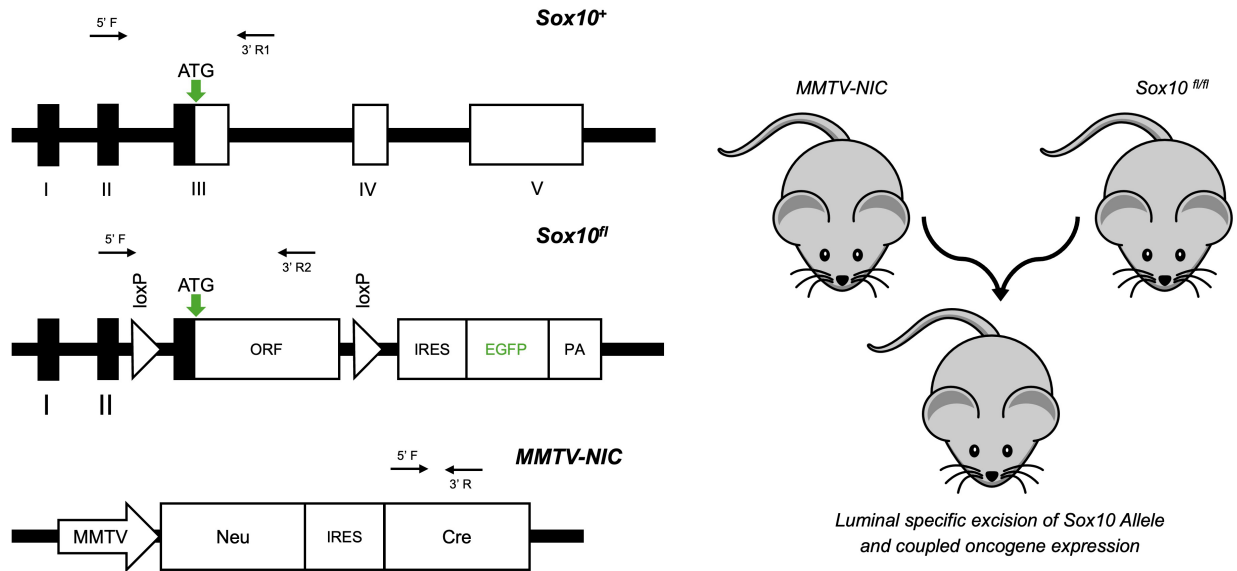 Sox10+
5' F
3' R1
ATG
I II III IV V
Sox10fl
5' F
3' R2
loxP
ATG
loxP
ORF
IRES
EGFP
PA
I II
MMTV-NIC
5' F
3' R
MMTV
Neu
IRES
Cre
MMTV-NIC
Sox10 fl/fl
Luminal specific excision of Sox10 Allele
and coupled oncogene expression